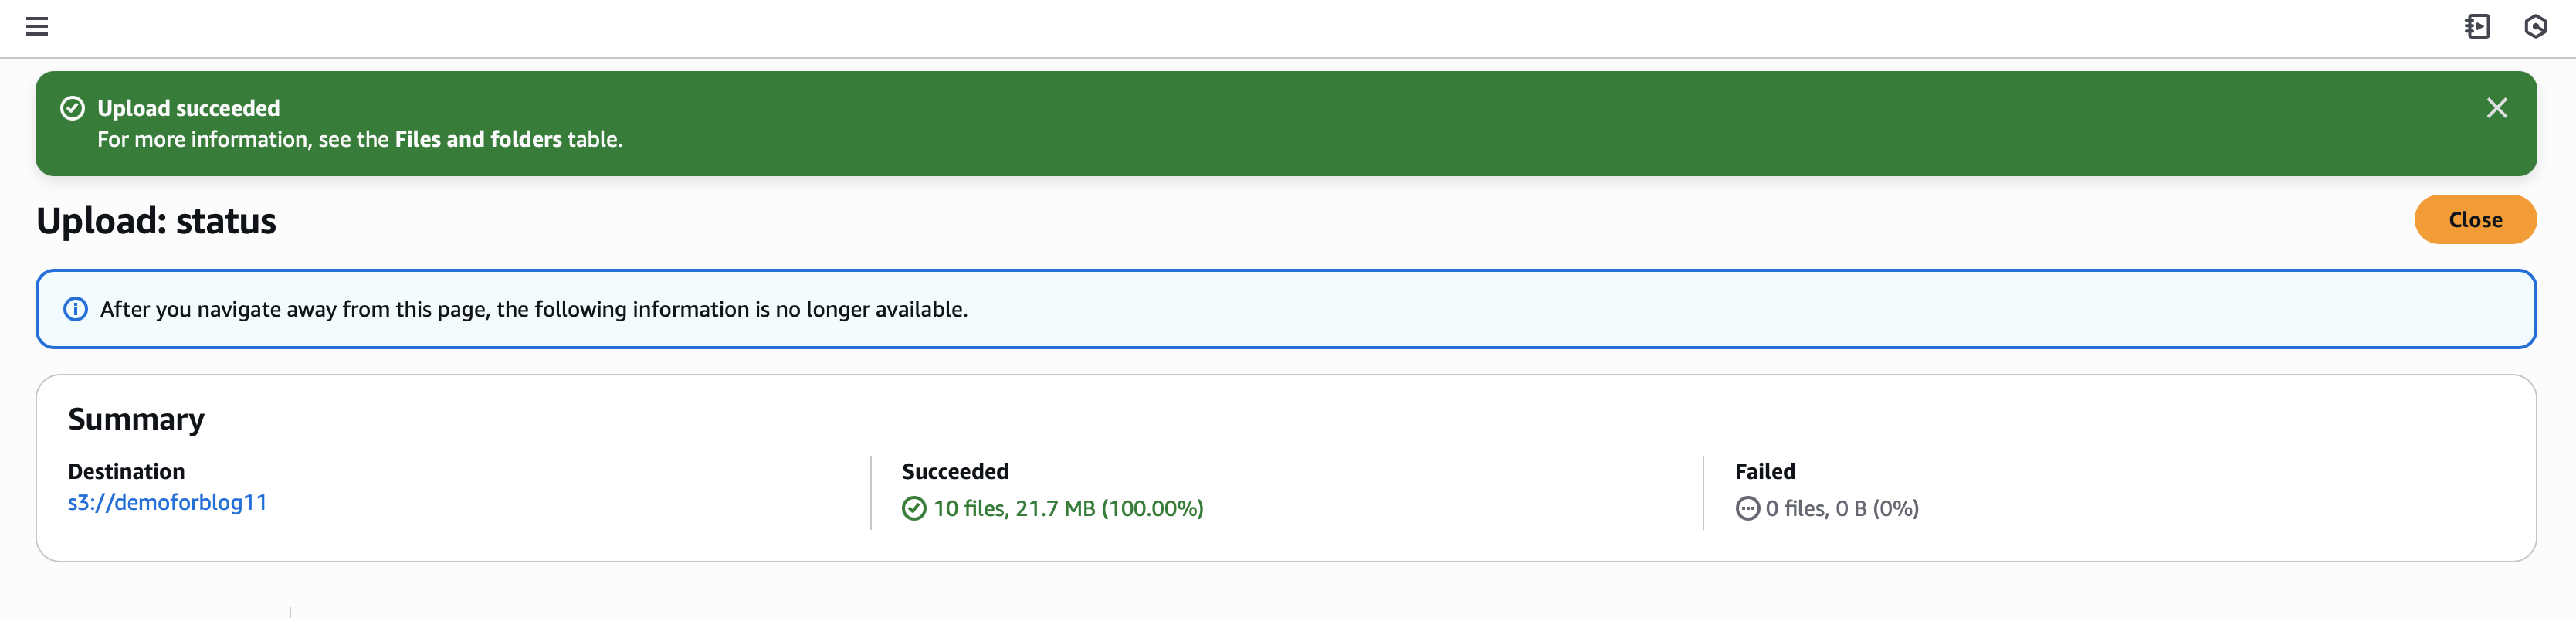 Upload succeeded
For more information, see the Files and folders table.
Upload: status
Close
After you navigate away from this page, the following information is no longer available.
Summary
Destination
s3://demoforblog11
Succeeded
10 files, 21.7 MB (100.00%)
Failed
0 files, 0 B (0%)